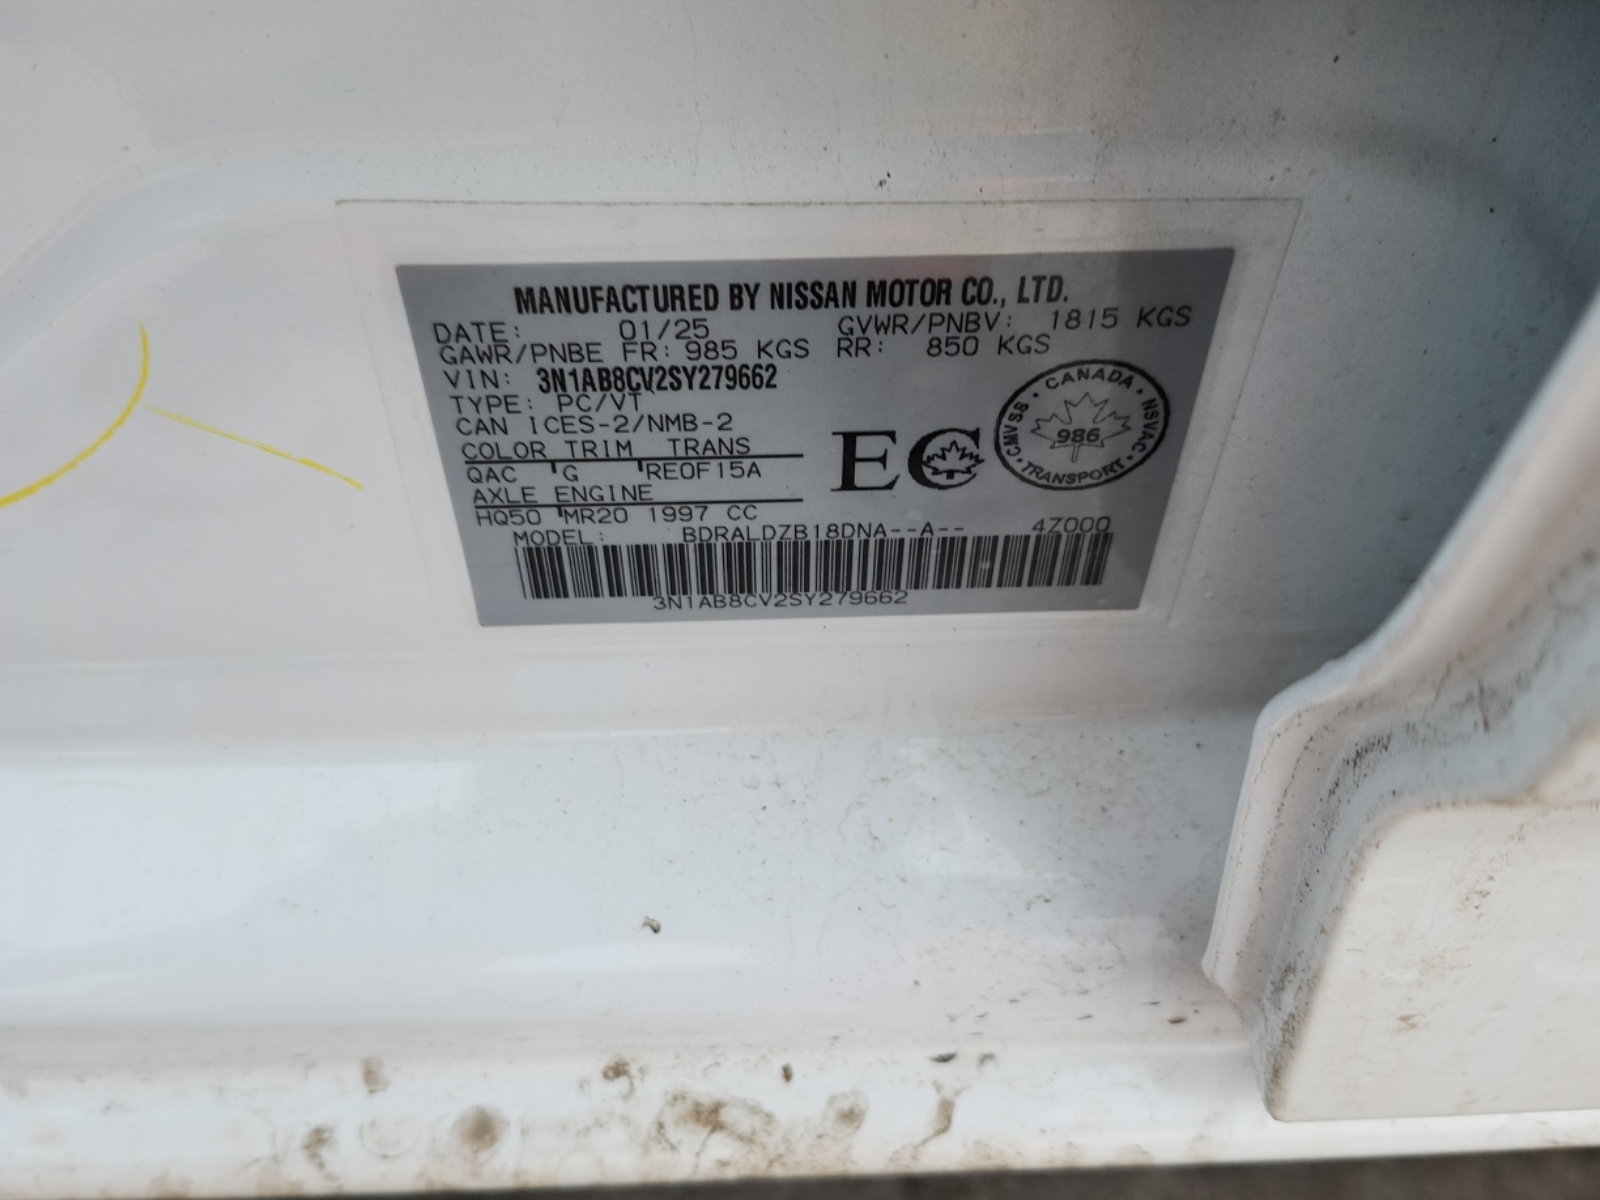 MANUFACTURED BY NISSAN MOTOR CO., LTD.
DATE: 01/25 GVWR/PNBV: 1815 KGS
GAWR/PNBE FR: 985 KGS RR: 850 KGS
VIN: 3N1AB8CV2SY279662
TYPE: PC/VT
CAN ICES-2/NMB-2
COLOR TRIM TRANS
QAC G RE0F15A
AXLE ENGINE
HQ50 MR20 1997 CC
EC
CANADA
CMVSS 986 NSVAC
TRANSPORT
MODEL: BDRALDZB18DNA--A-- 4Z000
3N1AB8CV2SY279662